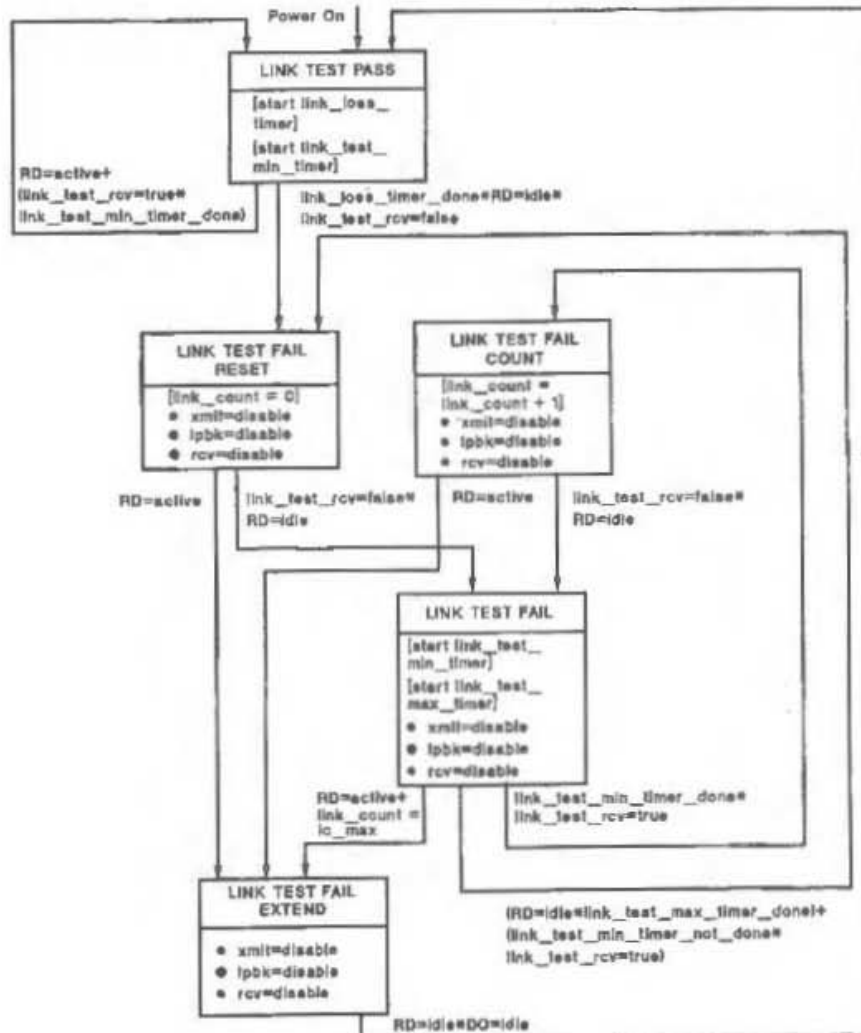 Power On
LINK TEST PASS
[start link_loss_
timer]
[start link_test_
min_timer]
RD=active+
(link_test_rcv=true*
link_test_min_timer_done)
link_loss_timer_done*RD=idle*
link_test_rcv=false
LINK TEST FAIL
RESET
[link_count = 0]
● xmit=disable
● lpbk=disable
● rcv=disable
LINK TEST FAIL
COUNT
[link_count =
link_count + 1]
● xmit=disable
● lpbk=disable
● rcv=disable
RD=active
link_test_rcv=false*
RD=idle
RD=active
link_test_rcv=false*
RD=idle
LINK TEST FAIL
[start link_test_
min_timer]
[start link_test_
max_timer]
● xmit=disable
● lpbk=disable
● rcv=disable
RD=active+
link_count =
lc_max
link_test_min_timer_done*
link_test_rcv=true
LINK TEST FAIL
EXTEND
● xmit=disable
● lpbk=disable
● rcv=disable
(RD=idle*link_test_max_timer_done)+
(link_test_min_timer_not_done*
link_test_rcv=true)
RD=idle*DO=idle